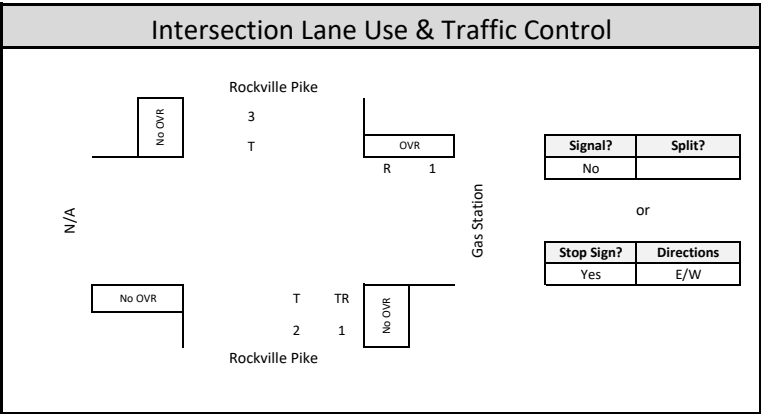 Intersection Lane Use & Traffic Control
Rockville Pike
No OVR
3
T
OVR
R 1
N/A
Gas Station
Signal? Split?
No
or
Stop Sign? Directions
Yes E/W
No OVR
T TR
No OVR
2 1
Rockville Pike